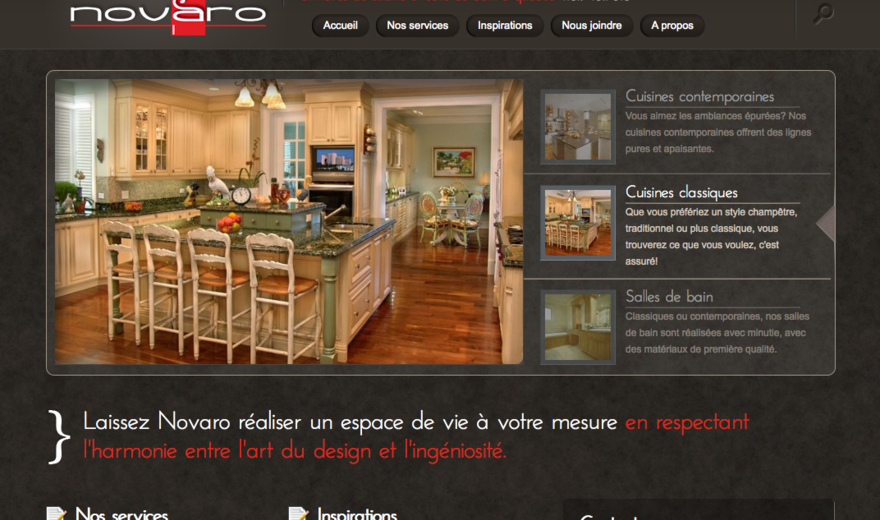 novaro
Accueil
Nos services
Inspirations
Nous joindre
A propos
Cuisines contemporaines
Vous aimez les ambiances épurées? Nos
cuisines contemporaines offrent des lignes
pures et apaisantes.
Cuisines classiques
Que vous préfériez un style champêtre,
traditionnel ou plus classique, vous
trouverez ce que vous voulez, c'est
assuré!
Salles de bain
Classiques ou contemporaines, nos salles
de bain sont réalisées avec minutie, avec
des matériaux de première qualité.
} Laissez Novaro réaliser un espace de vie à votre mesure en respectant
l'harmonie entre l'art du design et l'ingéniosité.
Nos services
Inspirations